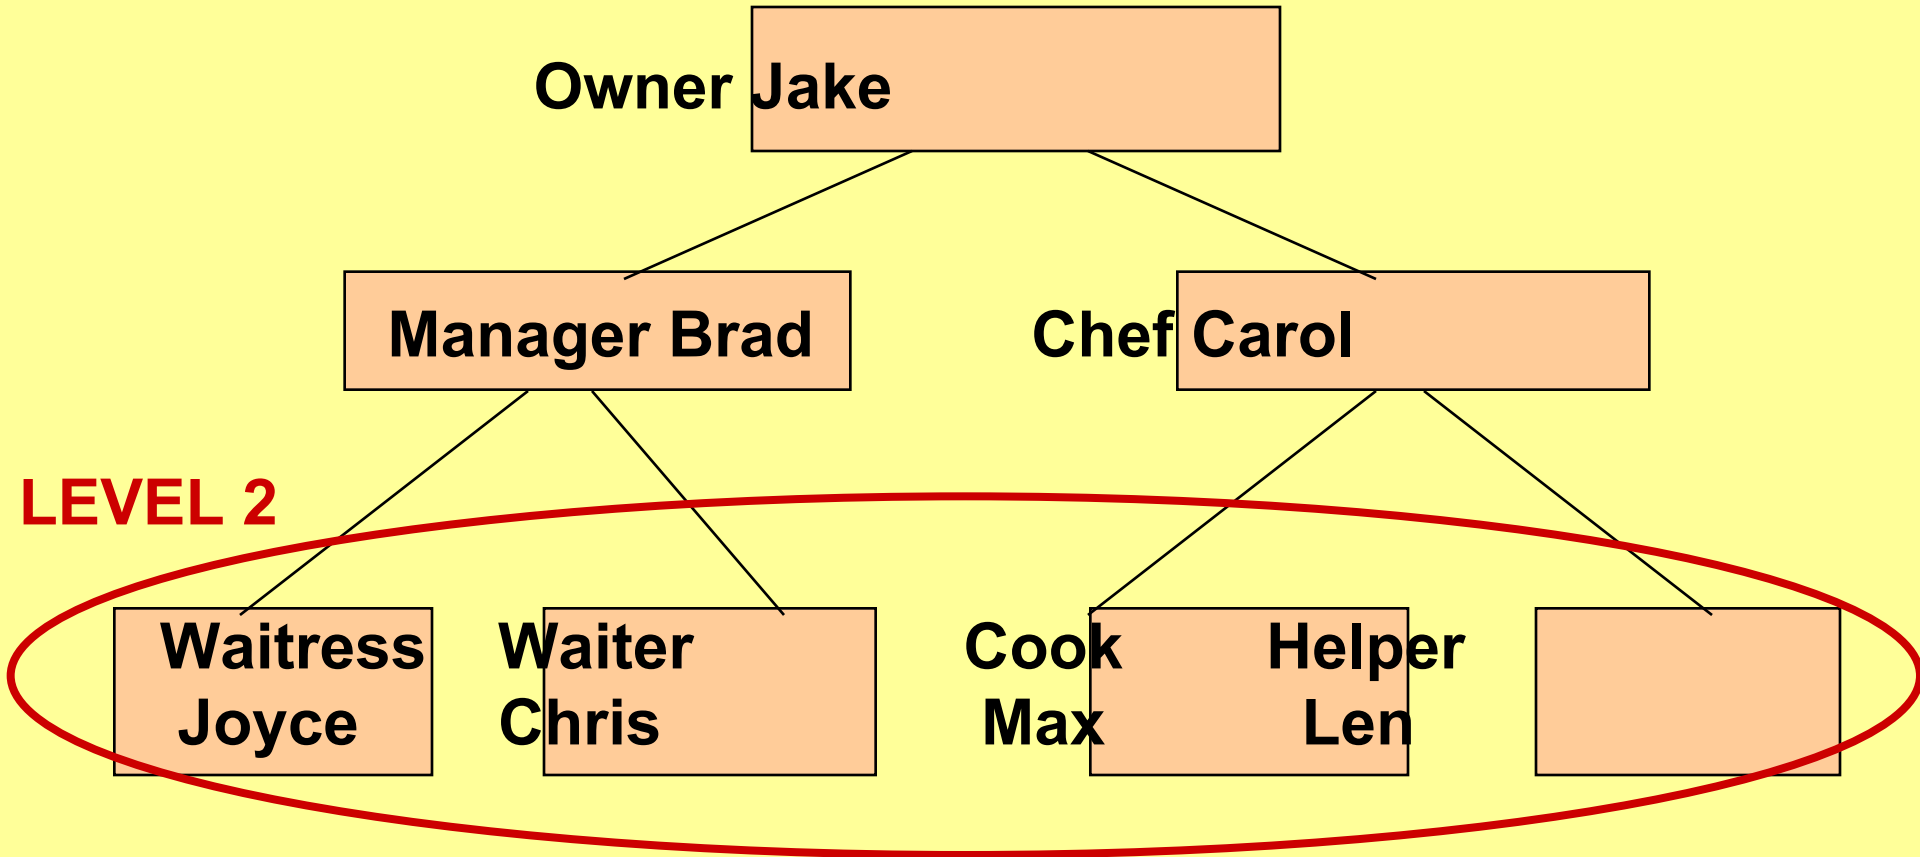 Owner Jake
Manager Brad
Chef Carol
LEVEL 2
Waitress
Joyce
Waiter
Chris
Cook
Max
Helper
Len